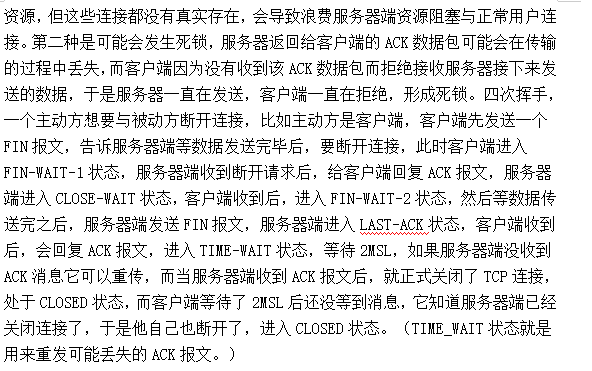 资源，但这些连接都没有真实存在，会导致浪费服务器端资源阻塞与正常用户连
接。第二种是可能会发生死锁，服务器返回给客户端的 ACK 数据包可能会在传输
的过程中丢失，而客户端因为没有收到该 ACK 数据包而拒绝接收服务器接下来发
送的数据，于是服务器一直在发送，客户端一直在拒绝，形成死锁。四次挥手，
一个主动方想要与被动方断开连接，比如主动方是客户端，客户端先发送一个
FIN 报文，告诉服务器端等数据发送完毕后，要断开连接，此时客户端进入
FIN-WAIT-1 状态，服务器端收到断开请求后，给客户端回复 ACK 报文，服务器
端进入 CLOSE-WAIT 状态，客户端收到后，进入 FIN-WAIT-2 状态，然后等数据传
送完之后，服务器端发送 FIN 报文，服务器端进入 LAST-ACK 状态，客户端收到
后，会回复 ACK 报文，进入 TIME-WAIT 状态，等待 2MSL，如果服务器端没收到
ACK 消息它可以重传，而当服务器端收到 ACK 报文后，就正式关闭了 TCP 连接，
处于 CLOSED 状态，而客户端等待了 2MSL 后还没等到消息，它知道服务器端已经
关闭连接了，于是他自己也断开了，进入 CLOSED 状态。（TIME_WAIT 状态就是
用来重发可能丢失的 ACK 报文。）